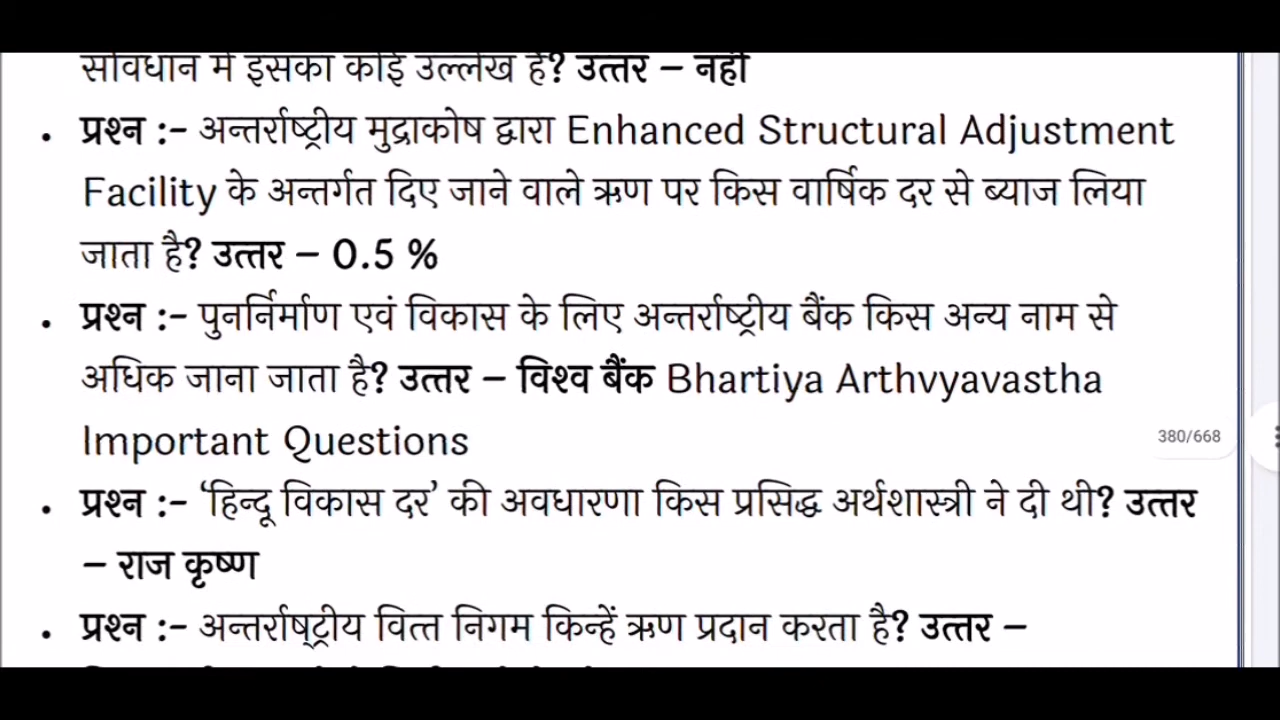 संविधान में इसका कोई उल्लेख है? उत्तर – नहीं
• प्रश्न :- अन्तर्राष्ट्रीय मुद्राकोष द्वारा Enhanced Structural Adjustment
Facility के अन्तर्गत दिए जाने वाले ऋण पर किस वार्षिक दर से ब्याज लिया
जाता है? उत्तर – 0.5 %
• प्रश्न :- पुनर्निर्माण एवं विकास के लिए अन्तर्राष्ट्रीय बैंक किस अन्य नाम से
अधिक जाना जाता है? उत्तर – विश्व बैंक Bhartiya Arthvyavastha
Important Questions
380/668
• प्रश्न :- ‘हिन्दू विकास दर’ की अवधारणा किस प्रसिद्ध अर्थशास्त्री ने दी थी? उत्तर
– राज कृष्ण
• प्रश्न :- अन्तर्राष्ट्रीय वित्त निगम किन्हें ऋण प्रदान करता है? उत्तर –